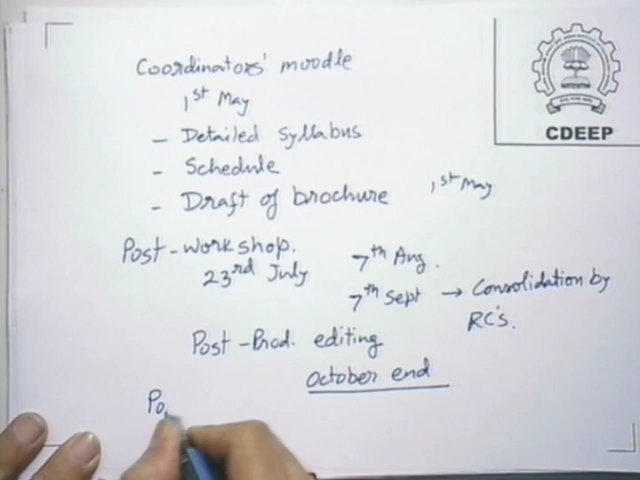 Coordinators' moodle
1st May
- Detailed Syllabus
- Schedule
- Draft of brochure 1st May
Post-workshop.
23rd July
7th Aug.
7th Sept → Consolidation by RC's.
Post-Prod. editing
October end
Po
CDEEP